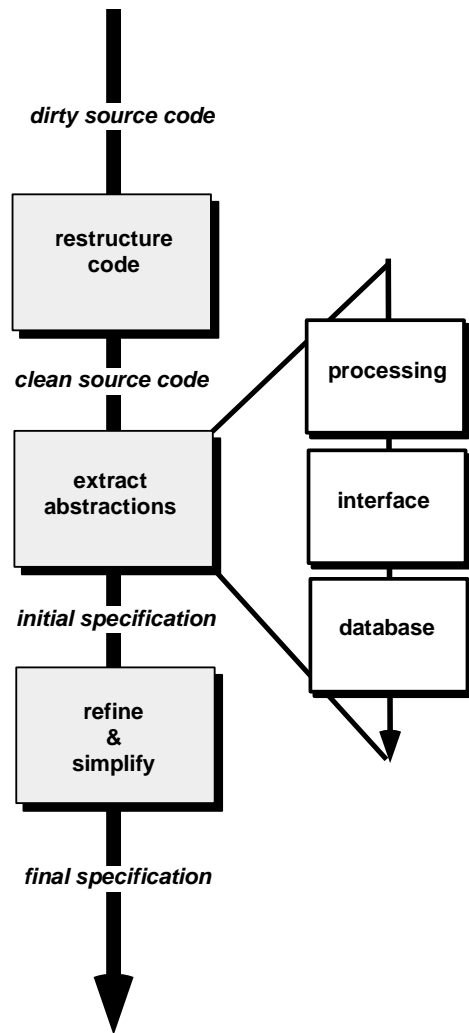 dirty source code
restructure
code
clean source code
processing
extract
abstractions
interface
initial specification
database
refine
&
simplify
final specification